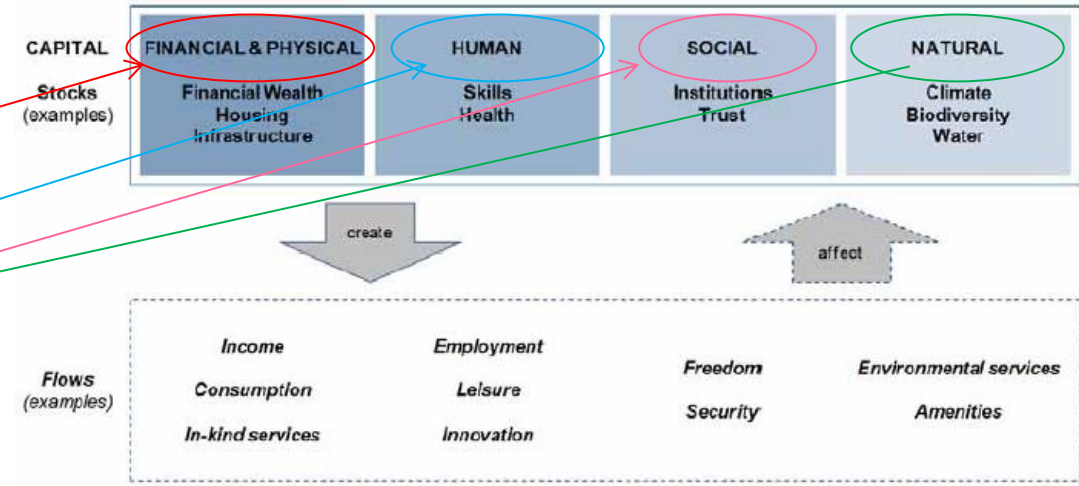 CAPITAL
FINANCIAL & PHYSICAL
HUMAN
SOCIAL
NATURAL
Stocks
(examples)
Financial Wealth
Housing
Infrastructure
Skills
Health
Institutions
Trust
Climate
Biodiversity
Water
create
affect
Flows
(examples)
Income
Consumption
In-kind services
Employment
Leisure
Innovation
Freedom
Security
Environmental services
Amenities